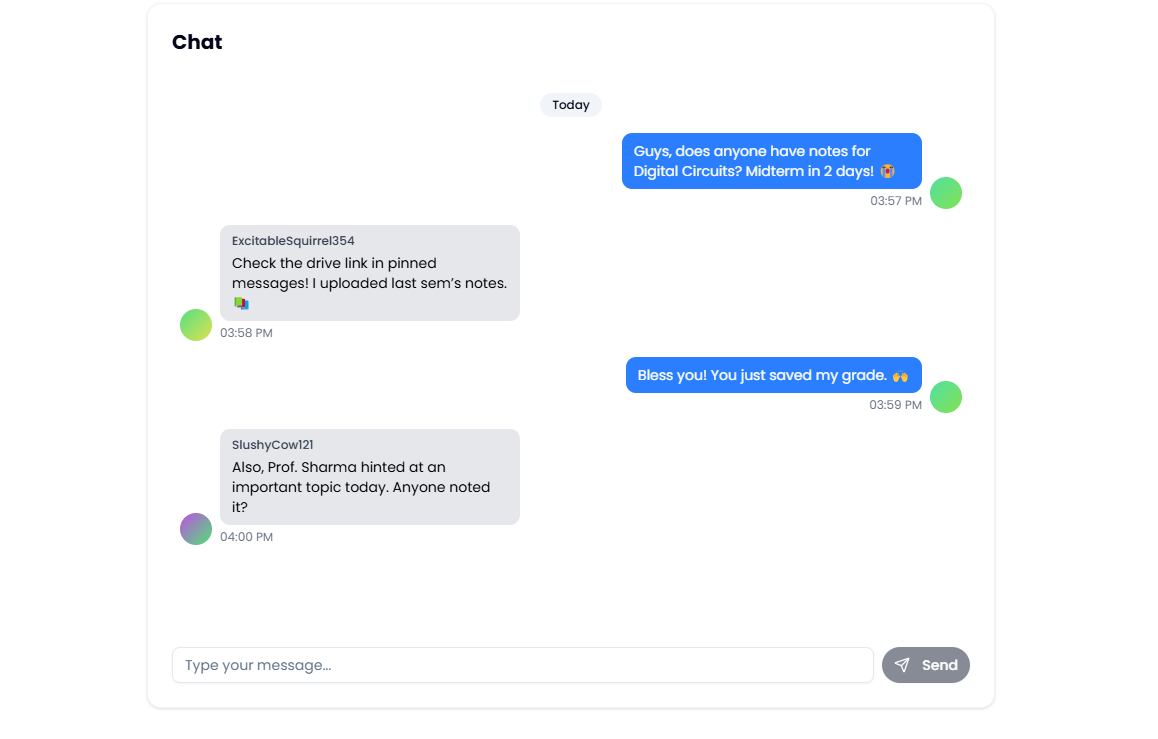 Chat
Today
Guys, does anyone have notes for
Digital Circuits? Midterm in 2 days! 😭
03:57 PM
ExcitableSquirrel354
Check the drive link in pinned
messages! I uploaded last sem’s notes.
📚
03:58 PM
Bless you! You just saved my grade. 🙌
03:59 PM
SlushyCow121
Also, Prof. Sharma hinted at an
important topic today. Anyone noted
it?
04:00 PM
Type your message...
Send